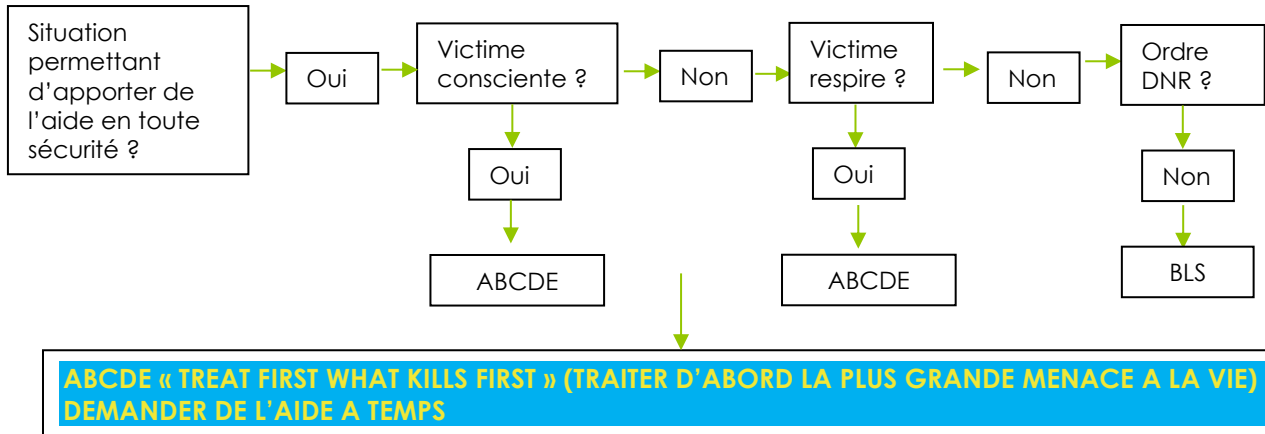 Situation
permettant
d'apporter de
l'aide en toute
sécurité ?
Oui
Victime
consciente ?
Non
Victime
respire ?
Non
Ordre
DNR ?
Oui
Oui
Non
ABCDE
ABCDE
BLS
ABCDE « TREAT FIRST WHAT KILLS FIRST » (TRAITER D'ABORD LA PLUS GRANDE MENACE A LA VIE)
DEMANDER DE L'AIDE A TEMPS